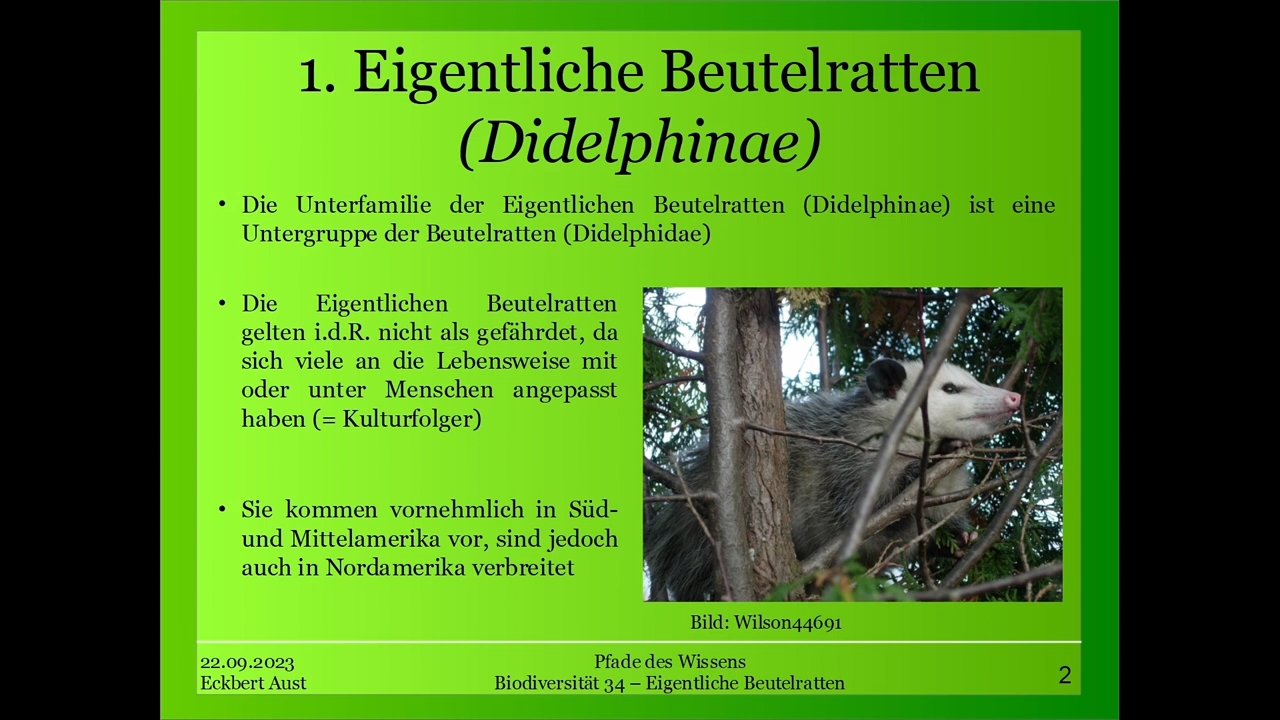 1. Eigentliche Beutelratten
(Didelphinae)
• Die Unterfamilie der Eigentlichen Beutelratten (Didelphinae) ist eine
Untergruppe der Beutelratten (Didelphidae)
• Die Eigentlichen Beutelratten
gelten i.d.R. nicht als gefährdet, da
sich viele an die Lebensweise mit
oder unter Menschen angepasst
haben (= Kulturfolger)
• Sie kommen vornehmlich in Süd-
und Mittelamerika vor, sind jedoch
auch in Nordamerika verbreitet
Bild: Wilson44691
22.09.2023
Eckbert Aust
Pfade des Wissens
Biodiversität 34 – Eigentliche Beutelratten
2